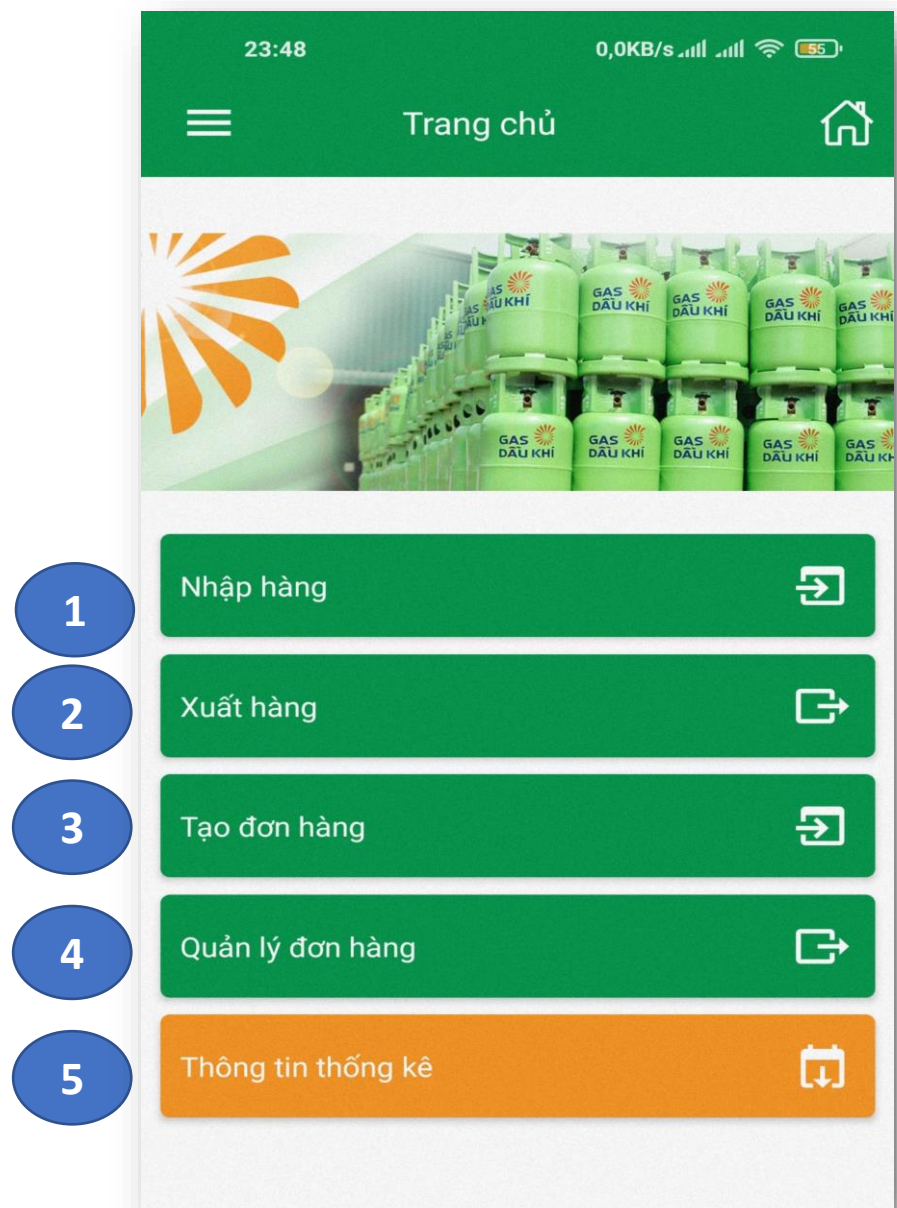 23:48 0,0KB/s 55
Trang chủ
GAS
DẦU KHÍ
GAS
DẦU KHÍ
GAS
DẦU KHÍ
GAS
DẦU KHÍ
GAS
DẦU KHÍ
GAS
DẦU KHÍ
GAS
DẦU KHÍ
GAS
DẦU KHÍ
1 Nhập hàng
2 Xuất hàng
3 Tạo đơn hàng
4 Quản lý đơn hàng
5 Thông tin thống kê